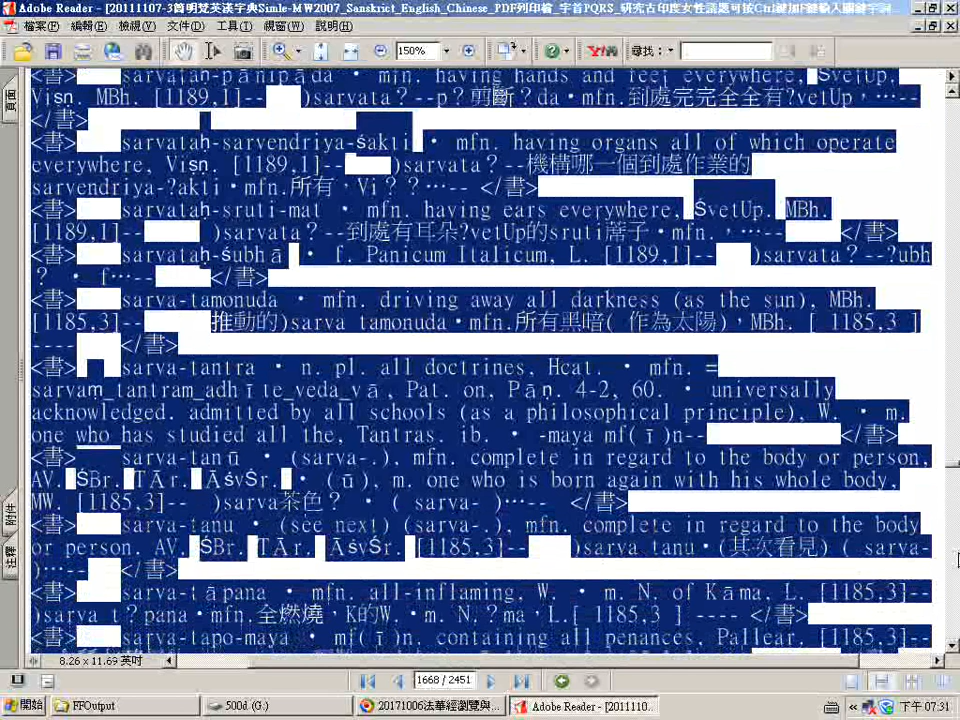 Adobe Reader - [20111107-3簡明梵英漢字典Simle-MW2007_Sanskrict_English_Chinese_PDF列印檔_字首PQRS_研究古印度女性議題可按Ctrl鍵加F鍵輸入關鍵字詞
檔案(F) 編輯(E) 檢視(V) 文件(D) 工具(T) 視窗(W) 說明(H)
150% 尋找：
頁面
附件
注釋
<書> sarvataḥ-pāṇipāda • mfn. having hands and feet everywhere, ŚvetUp.
Viṣṇ. MBh. [1189,1]-- )sarvata？--p？剪斷？da•mfn.到處完完全全有?vetUp，…--
</書>
<書> sarvataḥ-sarvendriya-śakti • mfn. having organs all of which operate
everywhere, Viṣṇ. [1189,1]-- )sarvata？--機構哪一個到處作業的
sarvendriya-?akti•mfn.所有，Vi？？…-- </書>
<書> sarvataḥ-sruti-mat • mfn. having ears everywhere, ŚvetUp. MBh.
[1189,1]-- )sarvata？--到處有耳朵?vetUp的sruti蓆子•mfn.，…-- </書>
<書> sarvataḥ-śubhā • f. Panicum Italicum, L. [1189,1]-- )sarvata？--?ubh
？ • f…-- </書>
<書> sarva-tamonuda • mfn. driving away all darkness (as the sun), MBh.
[1185,3]-- 推動的)sarva tamonuda•mfn.所有黑暗( 作為太陽)，MBh. [ 1185,3 ]
---- </書>
<書> sarva-tantra • n. pl. all doctrines, Hcat. • mfn. =
sarvaṃ_tantram_adhīte_veda_vā, Pat. on, Pāṇ. 4-2, 60. • universally
acknowledged. admitted by all schools (as a philosophical principle), W. • m.
one who has studied all the, Tantras. ib. • -maya mf(ī)n-- </書>
<書> sarva-tanū • (sarva-.), mfn. complete in regard to the body or person,
AV. ŚBr. TĀr. ĀśvŚr. • (ū), m. one who is born again with his whole body,
MW. [1185,3]-- )sarva茶色？ • ( sarva-)…-- </書>
<書> sarva-tanu • (see next) (sarva-.), mfn. complete in regard to the body
or person. AV. ŚBr. TĀr. ĀśvŚr. [1185,3]-- )sarva tanu • (其次看見) ( sarva-
)…-- </書>
<書> sarva-tāpana • mfn. all-inflaming, W. • m. N. of Kāma, L. [1185,3]--
)sarva t？pana•mfn.全燃燒，K的W.•m. N.？ma，L.[ 1185,3 ] ---- </書>
<書> sarva-tapo-maya • mf(ī)n. containing all penances, Pallear. [1185,3]--
8.26 x 11.69 英吋
1668 / 2451
開始 FFOutput 500d (G:) 20171006法華經瀏覽與... Adobe Reader - [2011110... 下午 07:31